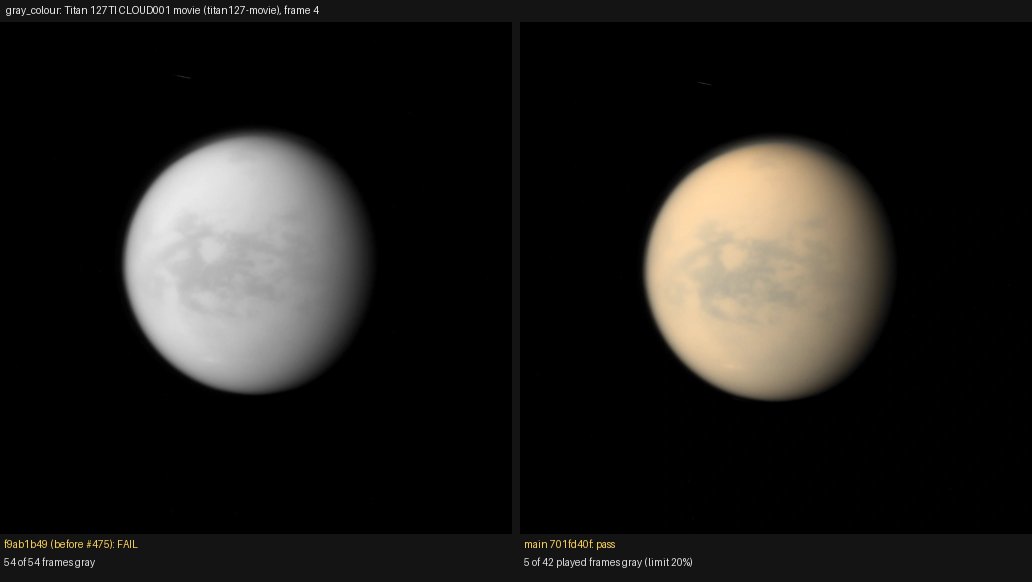 gray_colour: Titan 127TI CLOUD001 movie (titan127-movie), frame 4
f9ab1b49 (before #475): FAIL
54 of 54 frames gray
main 701fd40f: pass
5 of 42 played frames gray (limit 20%)